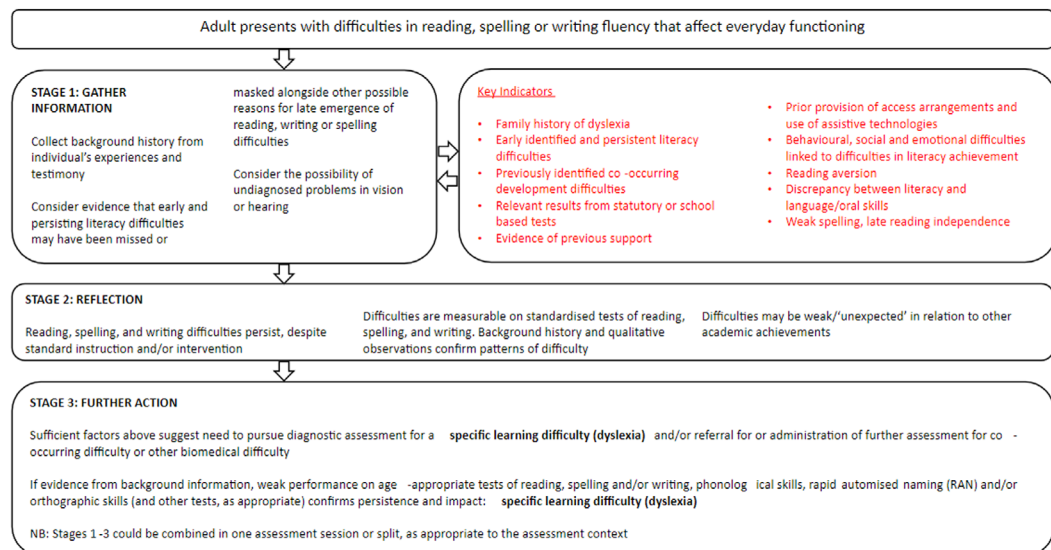 Adult presents with difficulties in reading, spelling or writing fluency that affect everyday functioning
STAGE 1: GATHER
INFORMATION
Collect background history from
individual's experiences and
testimony
Consider evidence that early and
persisting literacy difficulties
may have been missed or
masked alongside other possible
reasons for late emergence of
reading, writing or spelling
difficulties
Consider the possibility of
undiagnosed problems in vision
or hearing
Key Indicators
• Family history of dyslexia
• Early identified and persistent literacy
difficulties
• Previously identified co -occurring
development difficulties
• Relevant results from statutory or school
based tests
• Evidence of previous support
• Prior provision of access arrangements and
use of assistive technologies
• Behavioural, social and emotional difficulties
linked to difficulties in literacy achievement
• Reading aversion
• Discrepancy between literacy and
language/oral skills
• Weak spelling, late reading independence
STAGE 2: REFLECTION
Reading, spelling, and writing difficulties persist, despite
standard instruction and/or intervention
Difficulties are measurable on standardised tests of reading,
spelling, and writing. Background history and qualitative
observations confirm patterns of difficulty
Difficulties may be weak/'unexpected' in relation to other
academic achievements
STAGE 3: FURTHER ACTION
Sufficient factors above suggest need to pursue diagnostic assessment for a specific learning difficulty (dyslexia) and/or referral for or administration of further assessment for co -
occurring difficulty or other biomedical difficulty
If evidence from background information, weak performance on age -appropriate tests of reading, spelling and/or writing, phonolog ical skills, rapid automised naming (RAN) and/or
orthographic skills (and other tests, as appropriate) confirms persistence and impact: specific learning difficulty (dyslexia)
NB: Stages 1 -3 could be combined in one assessment session or split, as appropriate to the assessment context